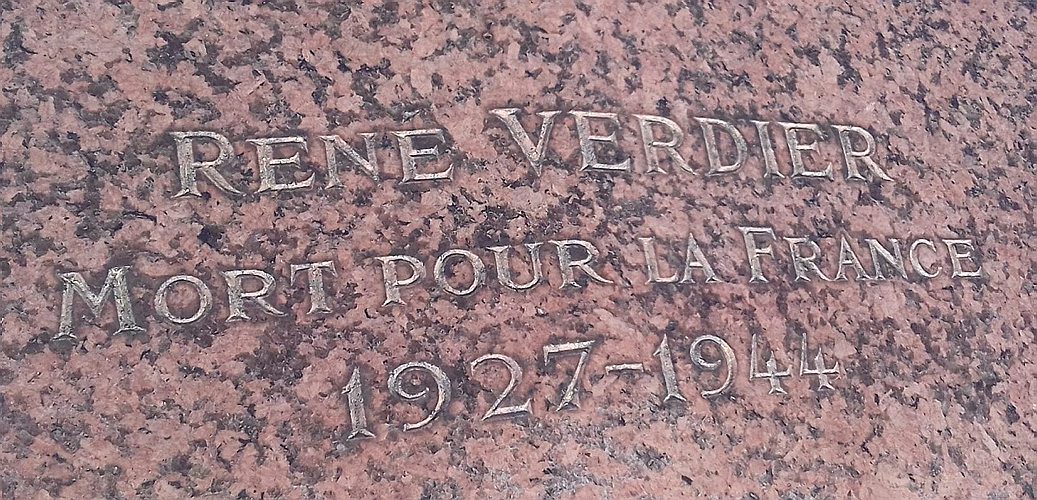 RENE VERDIER
MORT POUR LA FRANCE
1927-1944